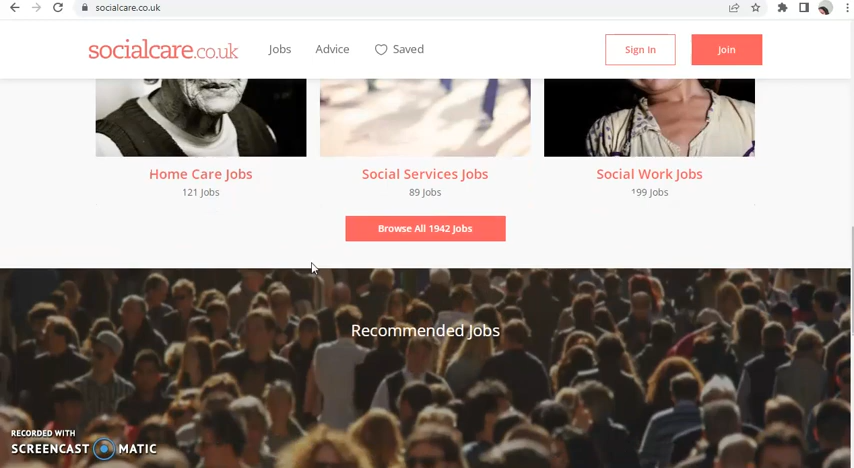 socialcare.co.uk
socialcare.co.uk
Jobs
Advice
Saved
Sign In
Join
Home Care Jobs
Social Services Jobs
Social Work Jobs
121 Jobs
89 Jobs
199 Jobs
Browse All 1942 Jobs
Recommended Jobs
RECORDED WITH
SCREENCAST MATIC